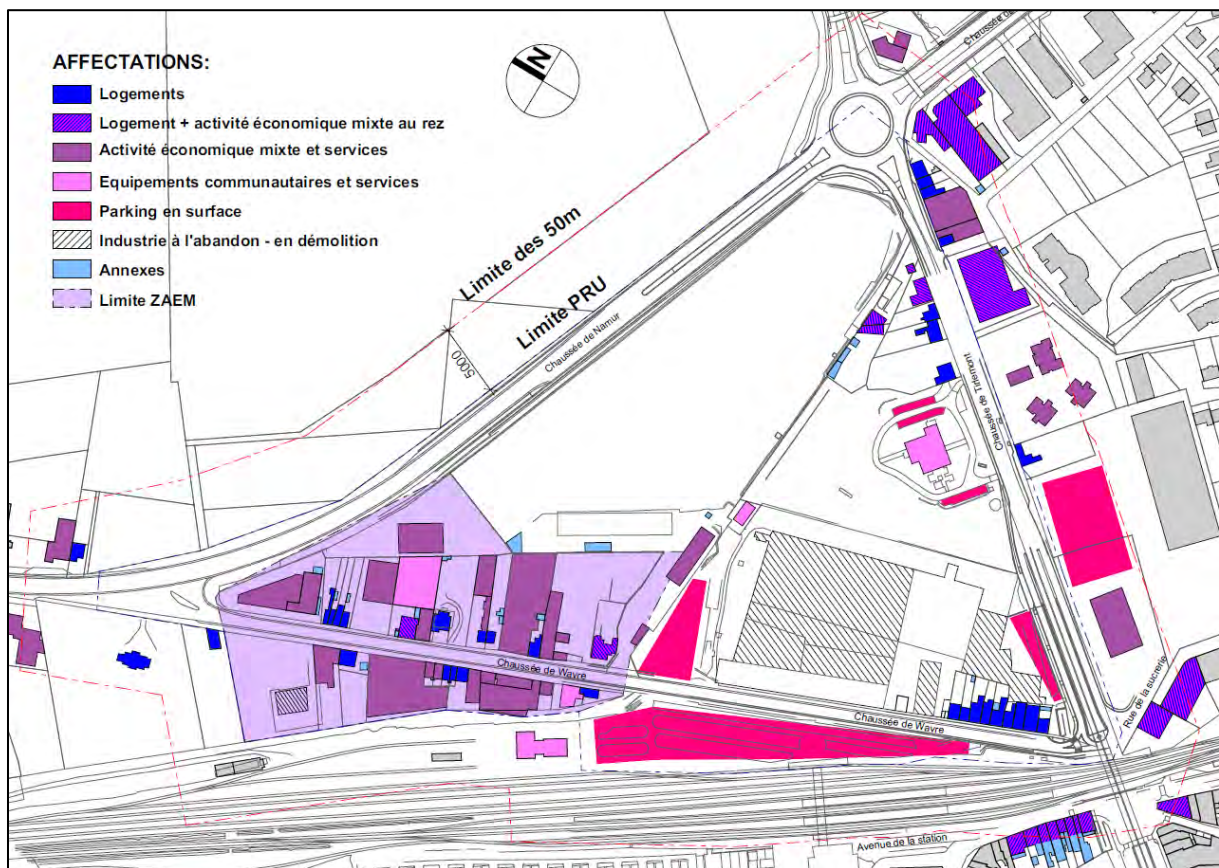 AFFECTATIONS:
Logements
Logement + activité économique mixte au rez
Activité économique mixte et services
Equipements communautaires et services
Parking en surface
Industrie à l'abandon - en démolition
Annexes
Limite ZAEM
N
Limite des 50m
Limite PRU
5000
Chaussée de Namur
Chaussée de
Chaussée de Tirlemont
Chaussée de Wavre
Chaussée de Wavre
Rue de la sucrerie
Avenue de la station